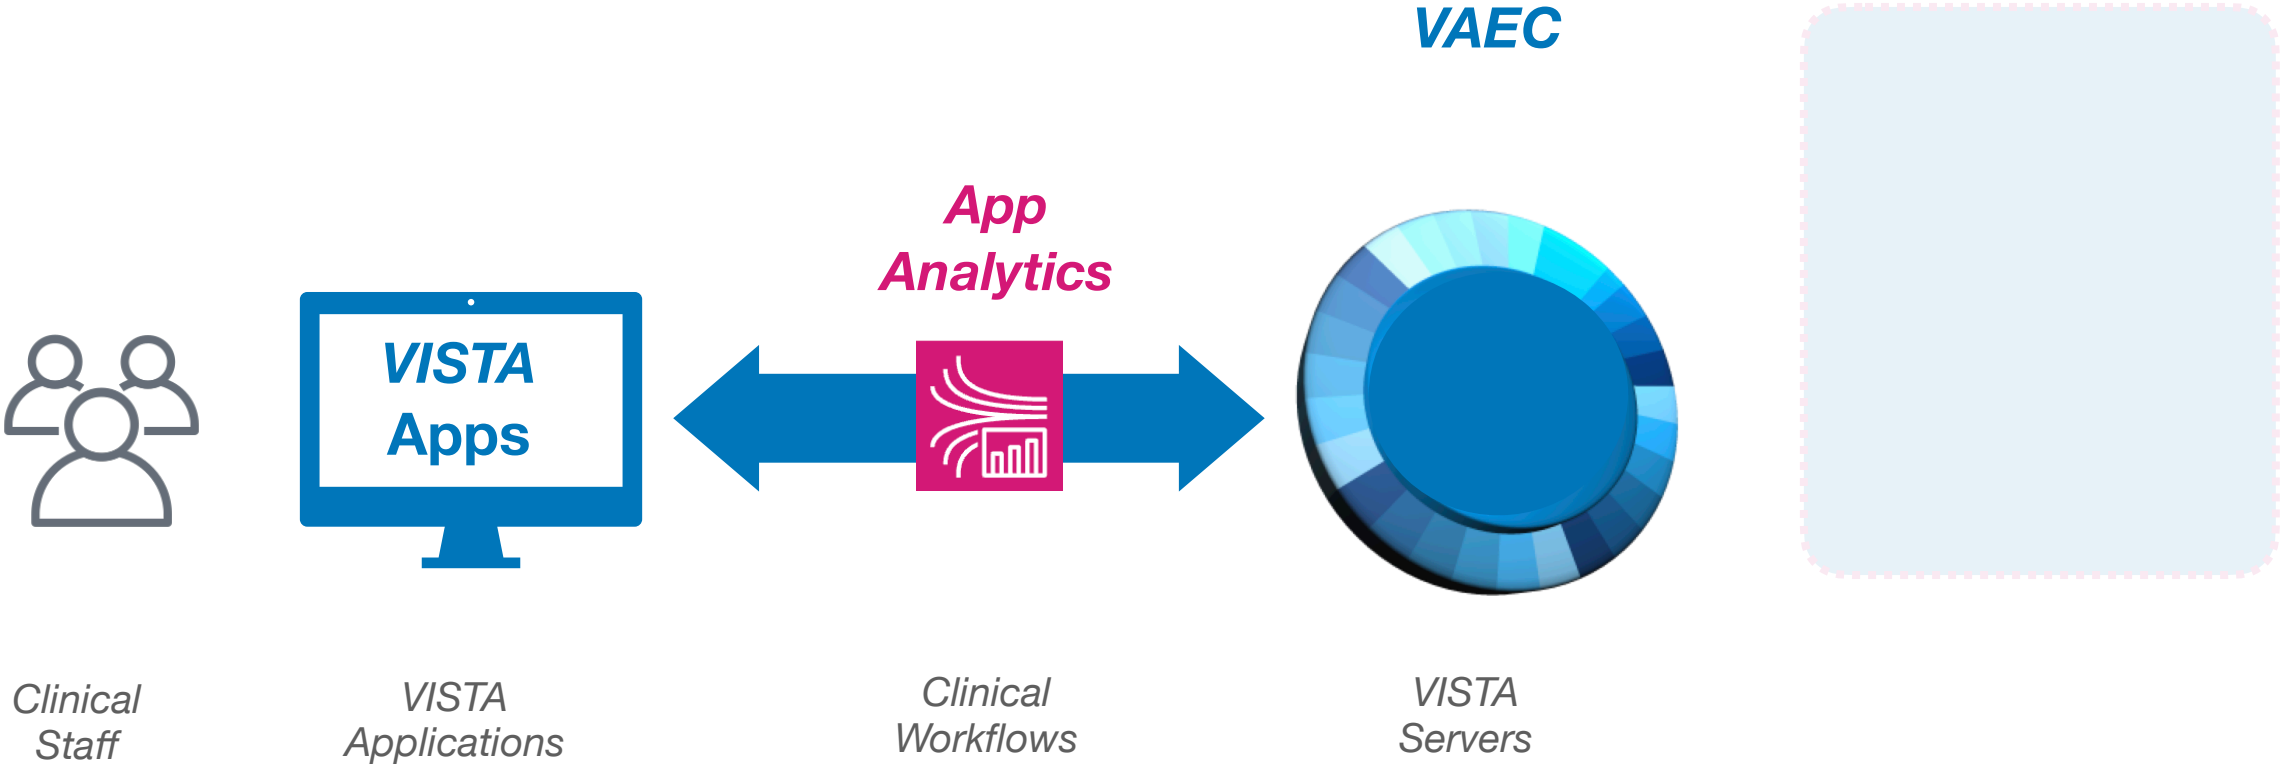 VAEC
App
Analytics
VISTA
Apps
Clinical
Staff
VISTA
Applications
Clinical
Workflows
VISTA
Servers